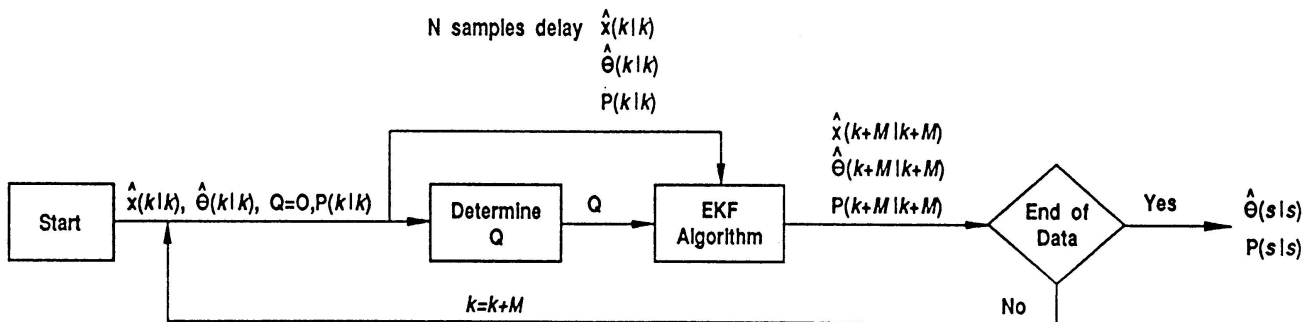 N samples delay x̂(k|k)
θ̂(k|k)
P(k|k)
Start
x̂(k|k), θ̂(k|k), Q=0,P(k|k)
Determine
Q
Q
EKF
Algorithm
x̂(k+M|k+M)
θ̂(k+M|k+M)
P(k+M|k+M)
End of
Data
Yes
θ̂(s|s)
P(s|s)
No
k=k+M